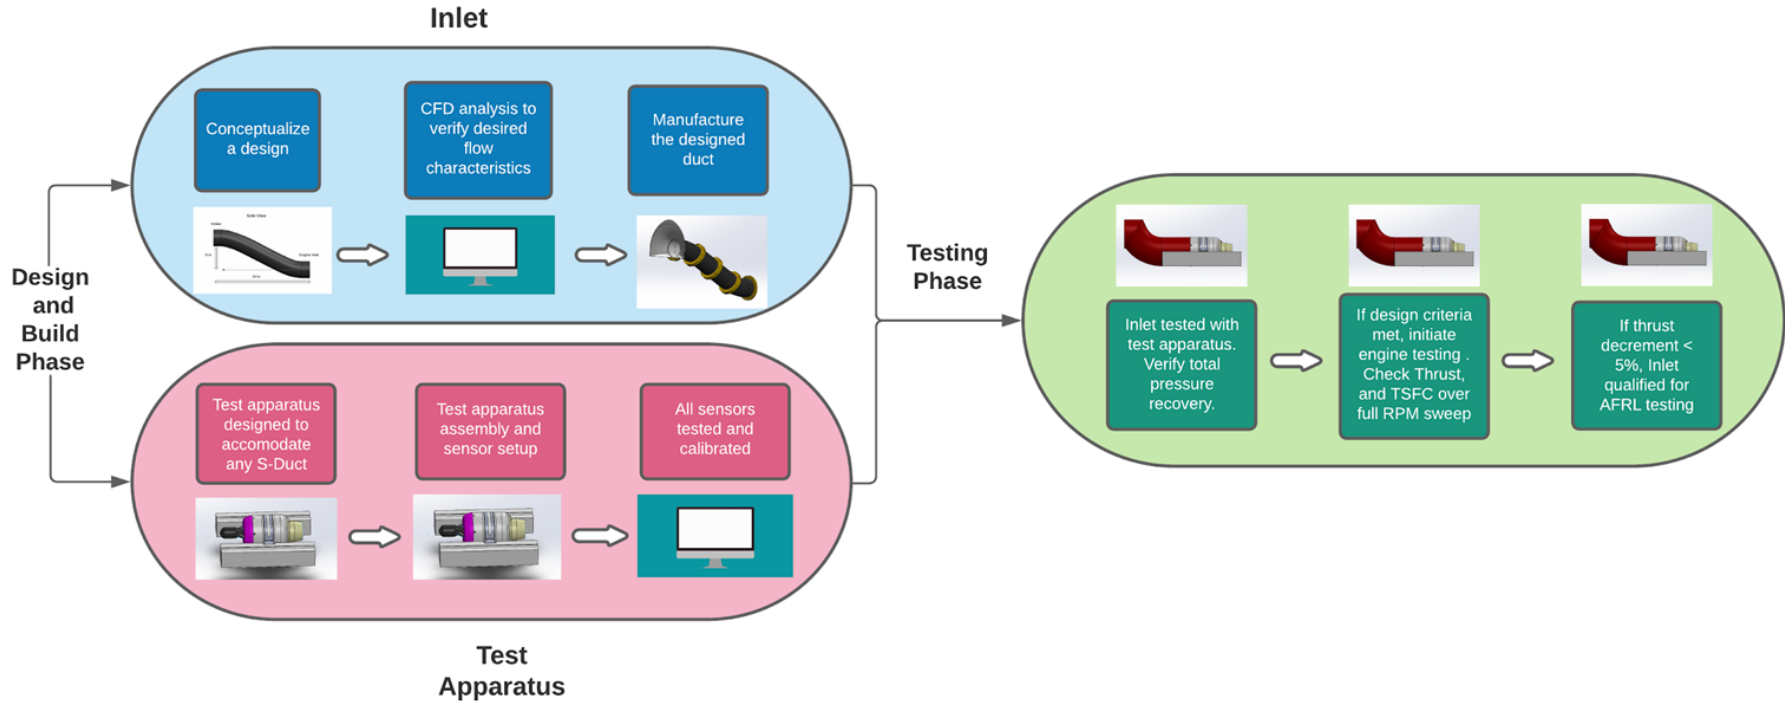 Inlet
Conceptualize
a design
CFD analysis to
verify desired
flow
characteristics
Manufacture
the designed
duct
Side View
Design
and
Build
Phase
Test apparatus
designed to
accomodate
any S-Duct
Test apparatus
assembly and
sensor setup
All sensors
tested and
calibrated
Test
Apparatus
Testing
Phase
Inlet tested with
test apparatus.
Verify total
pressure
recovery.
If design criteria
met, initiate
engine testing .
Check Thrust,
and TSFC over
full RPM sweep
If thrust
decrement <
5%, Inlet
qualified for
AFRL testing